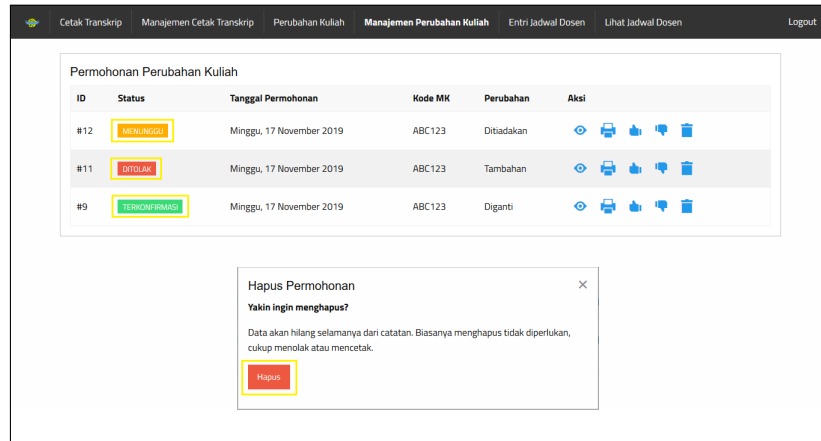 Cetak Transkrip Manajemen Cetak Transkrip Perubahan Kuliah Manajemen Perubahan Kuliah Entri Jadwal Dosen Lihat Jadwal Dosen Logout
Permohonan Perubahan Kuliah
ID Status Tanggal Permohonan Kode MK Perubahan Aksi
#12 MENUNGGU Minggu, 17 November 2019 ABC123 Ditiadakan
#11 DITOLAK Minggu, 17 November 2019 ABC123 Tambahan
#9 TERKONFIRMASI Minggu, 17 November 2019 ABC123 Diganti
Hapus Permohonan
Yakin ingin menghapus?
Data akan hilang selamanya dari catatan. Biasanya menghapus tidak diperlukan,
cukup menolak atau mencetak.
Hapus